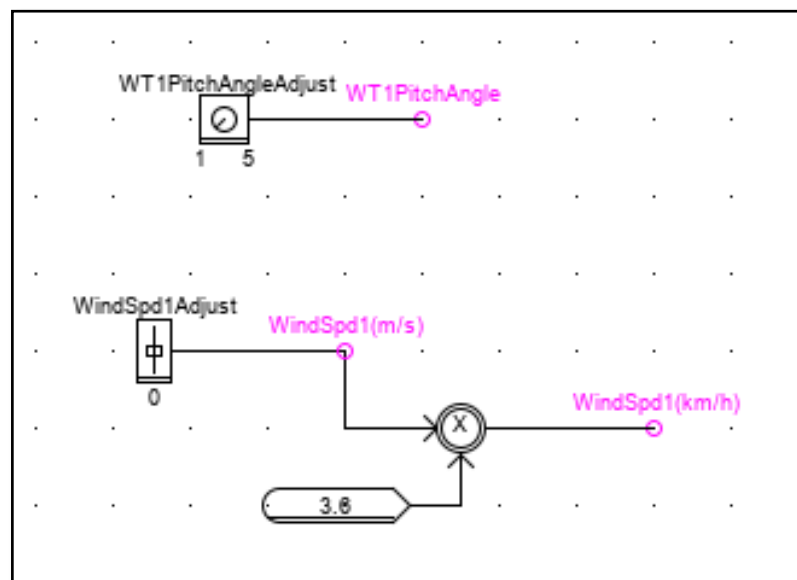 WT1PitchAngleAdjust
WT1PitchAngle
1 5
WindSpd1Adjust
WindSpd1(m/s)
0
X
WindSpd1(km/h)
3.6